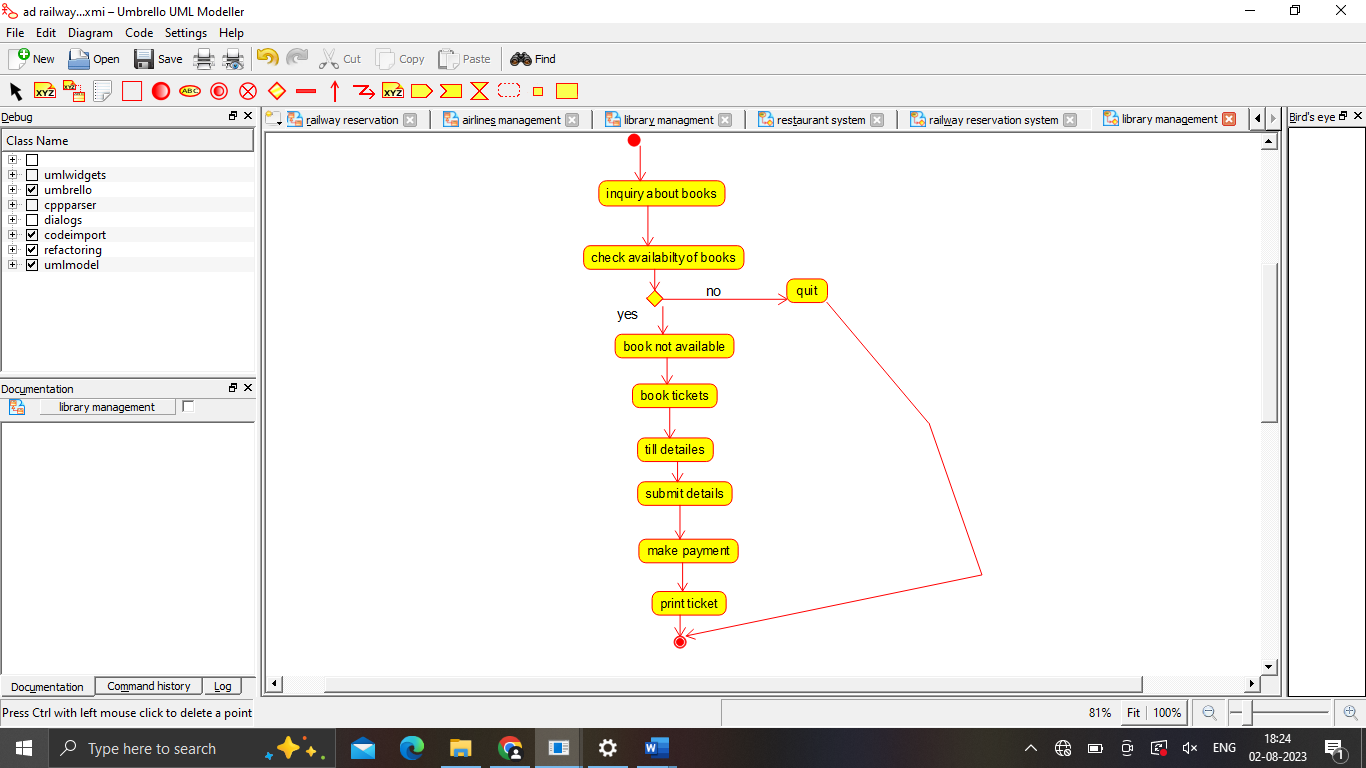 ad railway...xmi – Umbrello UML Modeller
File Edit Diagram Code Settings Help
New Open Save Cut Copy Paste Find
XYZ XYZ ABC XYZ
Debug
railway reservation airlines management library managment restaurant system railway reservation system library management
Bird's eye
Class Name
umlwidgets
umbrello
cppparser
dialogs
codeimport
refactoring
umlmodel
Documentation
library management
inquiry about books
check availabilty of books
no
quit
yes
book not available
book tickets
till detailes
submit details
make payment
print ticket
Documentation Command history Log
Press Ctrl with left mouse click to delete a point
81% Fit 100%
Type here to search
ENG
18:24
02-08-2023
1